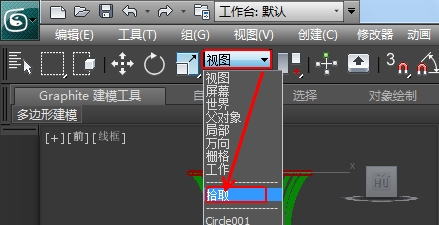 工作台: 默认
编辑(E) 工具(T) 组(G) 视图(V) 创建(C) 修改器 动画
视图
3
视图
屏幕
世界
父对象
局部
万向
栅格
工作
拾取
Circle001
Graphite 建模工具 自 选择 对象绘制
多边形建模
[+][前][线框]
x